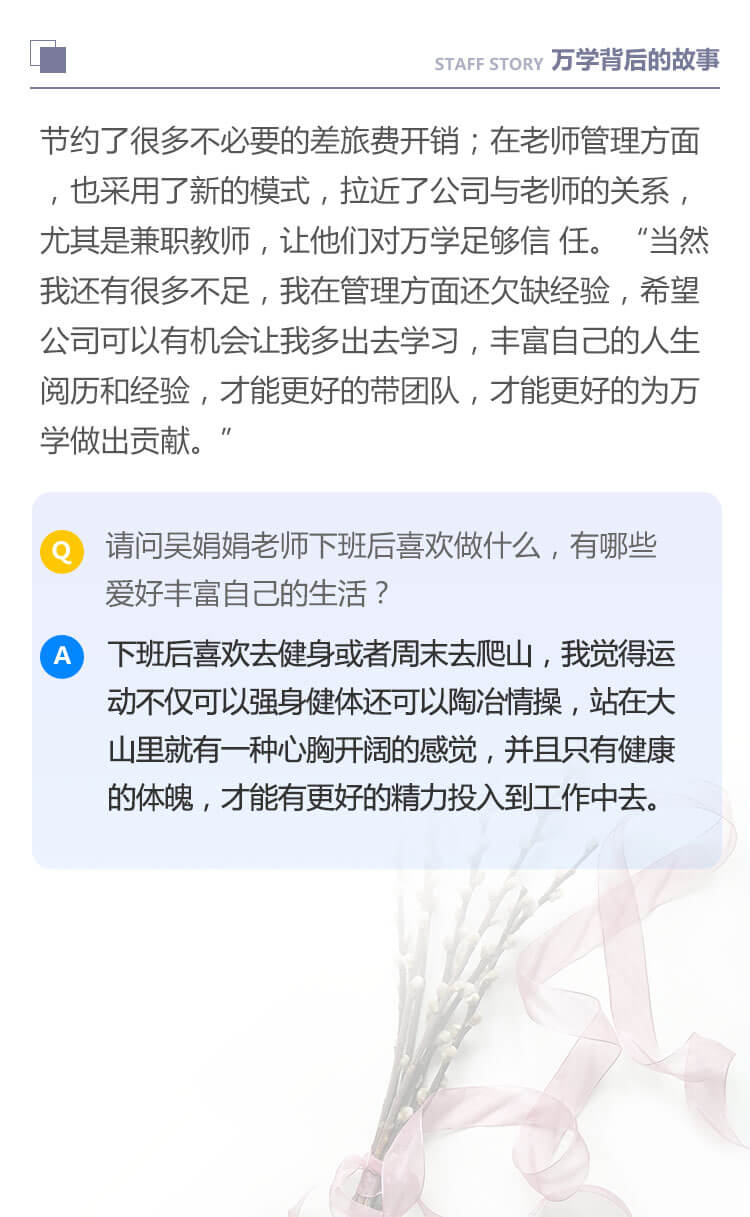 STAFF STORY 万学背后的故事
节约了很多不必要的差旅费开销；在老师管理方面
，也采用了新的模式，拉近了公司与老师的关系，
尤其是兼职教师，让他们对万学足够信 任。“当然
我还有很多不足，我在管理方面还欠缺经验，希望
公司可以有机会让我多出去学习，丰富自己的人生
阅历和经验，才能更好的带团队，才能更好的为万
学做出贡献。”
Q 请问吴娟娟老师下班后喜欢做什么，有哪些
爱好丰富自己的生活？
A 下班后喜欢去健身或者周末去爬山，我觉得运
动不仅可以强身健体还可以陶冶情操，站在大
山里就有一种心胸开阔的感觉，并且只有健康
的体魄，才能有更好的精力投入到工作中去。